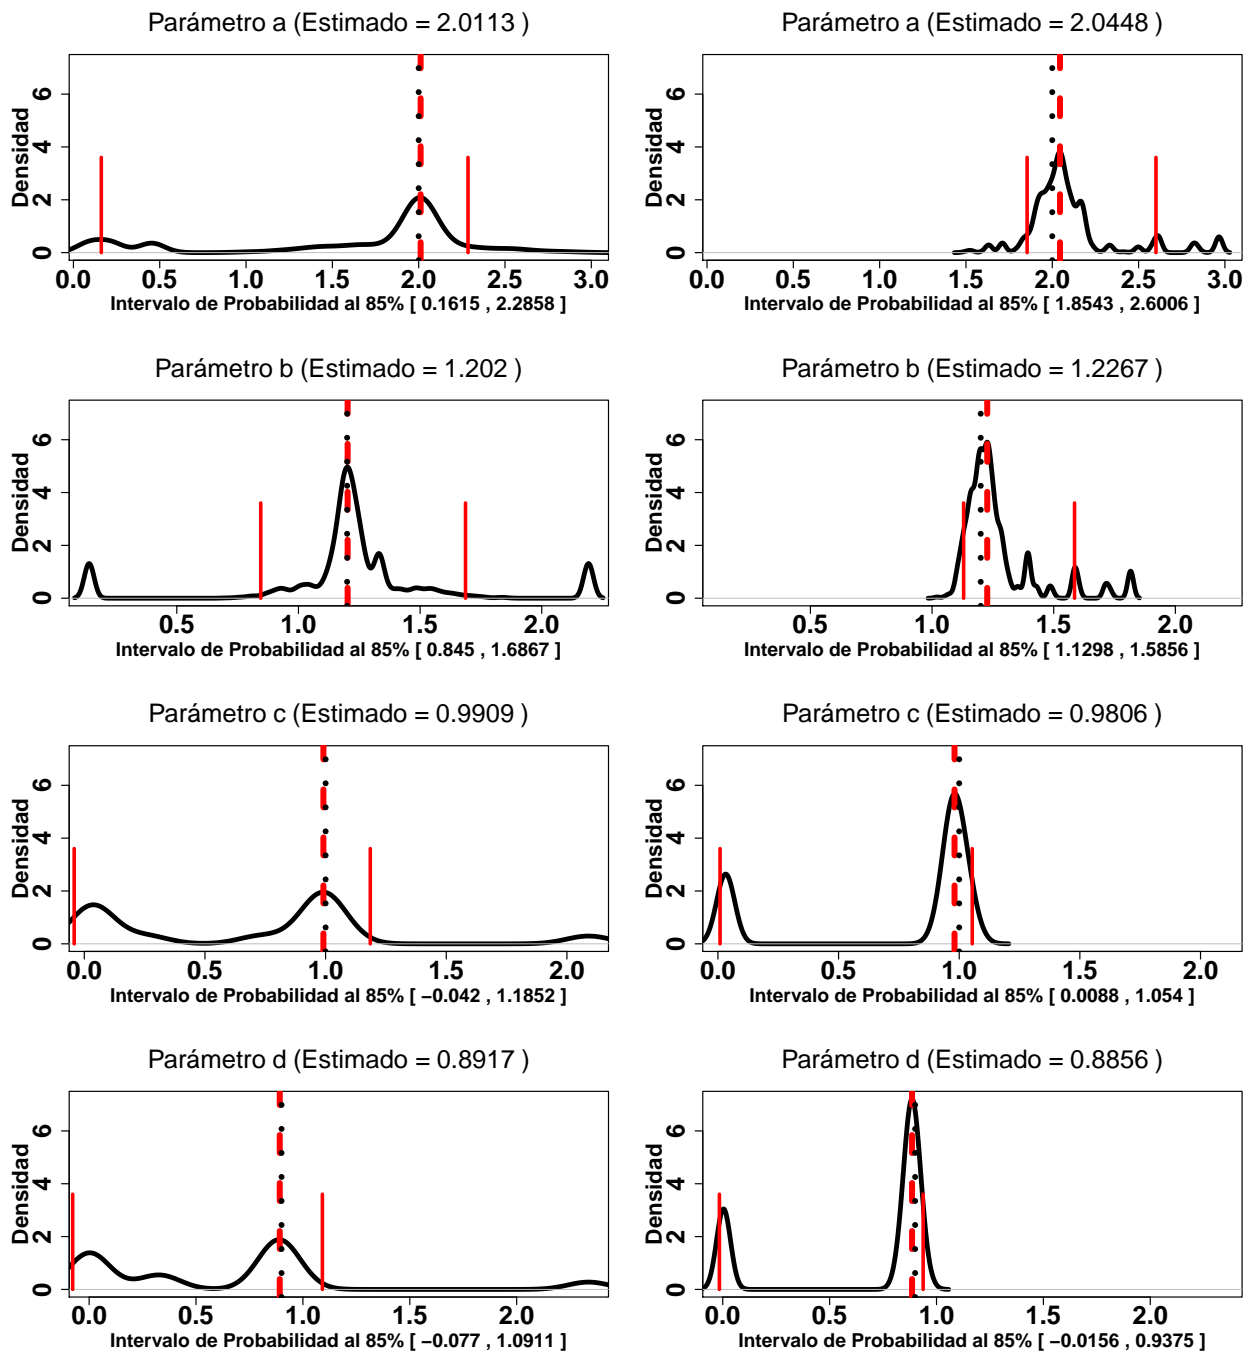 Parámetro a (Estimado = 2.0113 )
Densidad
0 2 4 6
0.0 0.5 1.0 1.5 2.0 2.5 3.0
Intervalo de Probabilidad al 85% [ 0.1615 , 2.2858 ]
Parámetro a (Estimado = 2.0448 )
Densidad
0 2 4 6
0.0 0.5 1.0 1.5 2.0 2.5 3.0
Intervalo de Probabilidad al 85% [ 1.8543 , 2.6006 ]
Parámetro b (Estimado = 1.202 )
Densidad
0 2 4 6
0.5 1.0 1.5 2.0
Intervalo de Probabilidad al 85% [ 0.845 , 1.6867 ]
Parámetro b (Estimado = 1.2267 )
Densidad
0 2 4 6
0.5 1.0 1.5 2.0
Intervalo de Probabilidad al 85% [ 1.1298 , 1.5856 ]
Parámetro c (Estimado = 0.9909 )
Densidad
0 2 4 6
0.0 0.5 1.0 1.5 2.0
Intervalo de Probabilidad al 85% [ −0.042 , 1.1852 ]
Parámetro c (Estimado = 0.9806 )
Densidad
0 2 4 6
0.0 0.5 1.0 1.5 2.0
Intervalo de Probabilidad al 85% [ 0.0088 , 1.054 ]
Parámetro d (Estimado = 0.8917 )
Densidad
0 2 4 6
0.0 0.5 1.0 1.5 2.0
Intervalo de Probabilidad al 85% [ −0.077 , 1.0911 ]
Parámetro d (Estimado = 0.8856 )
Densidad
0 2 4 6
0.0 0.5 1.0 1.5 2.0
Intervalo de Probabilidad al 85% [ −0.0156 , 0.9375 ]